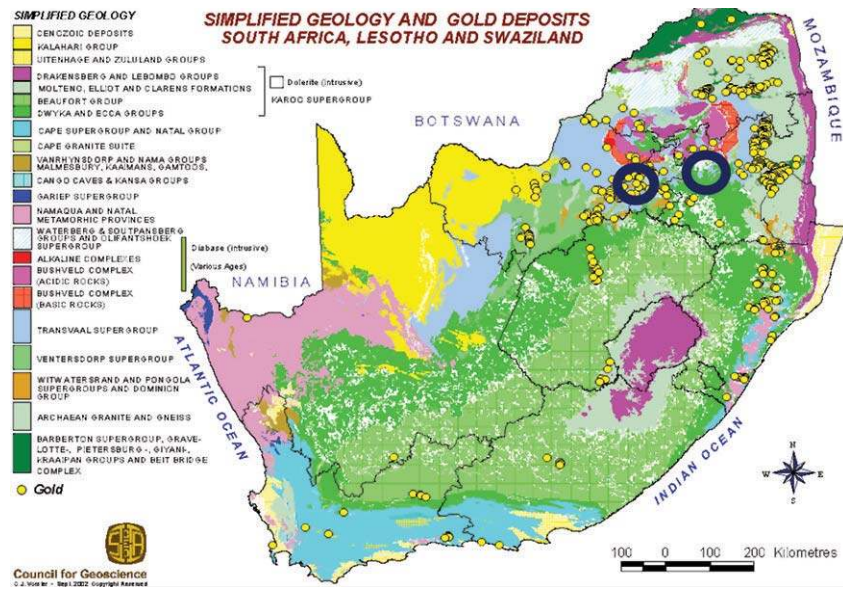 SIMPLIFIED GEOLOGY AND GOLD DEPOSITS
SOUTH AFRICA, LESOTHO AND SWAZILAND
SIMPLIFIED GEOLOGY
CENOZOIC DEPOSITS
KALAHARI GROUP
UITENHAGE AND ZULULAND GROUPS
DRAKENSBERG AND LEBOMBO GROUPS
MOLTENO, ELLIOT AND CLARENS FORMATIONS
BEAUFORT GROUP
DWYKA AND ECCA GROUPS
Dolerite (Intrusive)
KAROO SUPERGROUP
CAPE SUPERGROUP AND NATAL GROUP
CAPE GRANITE SUITE
VANRHYNSDORP AND NAMA GROUPS
MALMESBURY, KAAIMANS, GAMTOOS,
CANGO CAVES & KANSA GROUPS
GARIEP SUPERGROUP
NAMAQUA AND NATAL
METAMORHIC PROVINCES
WATERBERG & SOUTPANSBERG
GROUPS AND OLIFANTSHOEK
SUPERGROUP
ALKALINE COMPLEXES
BUSHVELD COMPLEX
(ACIDIC ROCKS)
BUSHVELD COMPLEX
(BASIC ROCKS)
Diabase (Intrusive)
(Various Ages)
TRANSVAAL SUPERGROUP
VENTERSDORP SUPERGROUP
WITWATERSRAND AND PONGOLA
SUPERGROUPS AND DOMINION
GROUP
ARCHAEAN GRANITE AND GNEISS
BARBERTON SUPERGROUP, GRAVE-
LOTTE-, PIETERSBURG-, GIYANI-,
KRAAIPAN GROUPS AND BEIT BRIDGE
COMPLEX
Gold
Council for Geoscience
BOTSWANA
NAMIBIA
MOZAMBIQUE
ATLANTIC OCEAN
INDIAN OCEAN
N
W
E
S
100 0 100 200 Kilometres